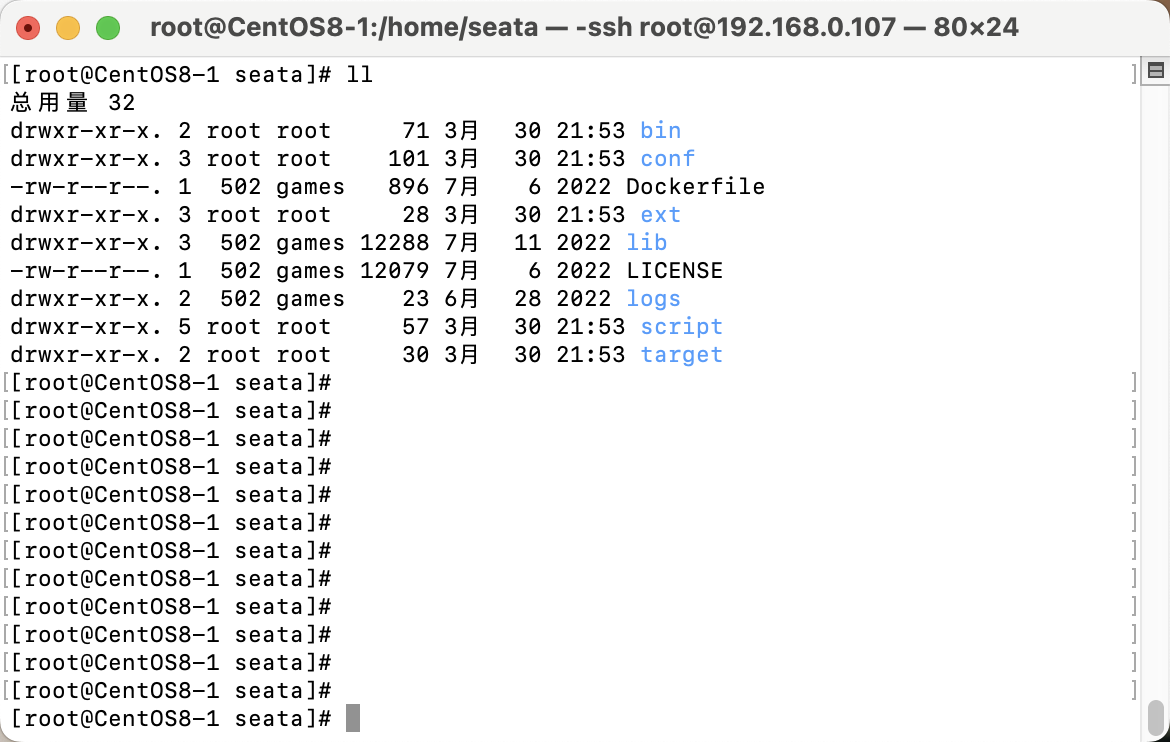 root@CentOS8-1:/home/seata — -ssh root@192.168.0.107 — 80×24
[[root@CentOS8-1 seata]# ll ]
总用量 32
drwxr-xr-x. 2 root root     71 3月   30 21:53 bin
drwxr-xr-x. 3 root root    101 3月   30 21:53 conf
-rw-r--r--. 1  502 games   896 7月    6 2022 Dockerfile
drwxr-xr-x. 3 root root     28 3月   30 21:53 ext
drwxr-xr-x. 3  502 games 12288 7月   11 2022 lib
-rw-r--r--. 1  502 games 12079 7月    6 2022 LICENSE
drwxr-xr-x. 2  502 games    23 6月   28 2022 logs
drwxr-xr-x. 5 root root     57 3月   30 21:53 script
drwxr-xr-x. 2 root root     30 3月   30 21:53 target
[[root@CentOS8-1 seata]# ]
[[root@CentOS8-1 seata]# ]
[[root@CentOS8-1 seata]# ]
[[root@CentOS8-1 seata]# ]
[[root@CentOS8-1 seata]# ]
[[root@CentOS8-1 seata]# ]
[[root@CentOS8-1 seata]# ]
[[root@CentOS8-1 seata]# ]
[[root@CentOS8-1 seata]# ]
[[root@CentOS8-1 seata]# ]
[[root@CentOS8-1 seata]# ]
[[root@CentOS8-1 seata]# ]
[root@CentOS8-1 seata]#